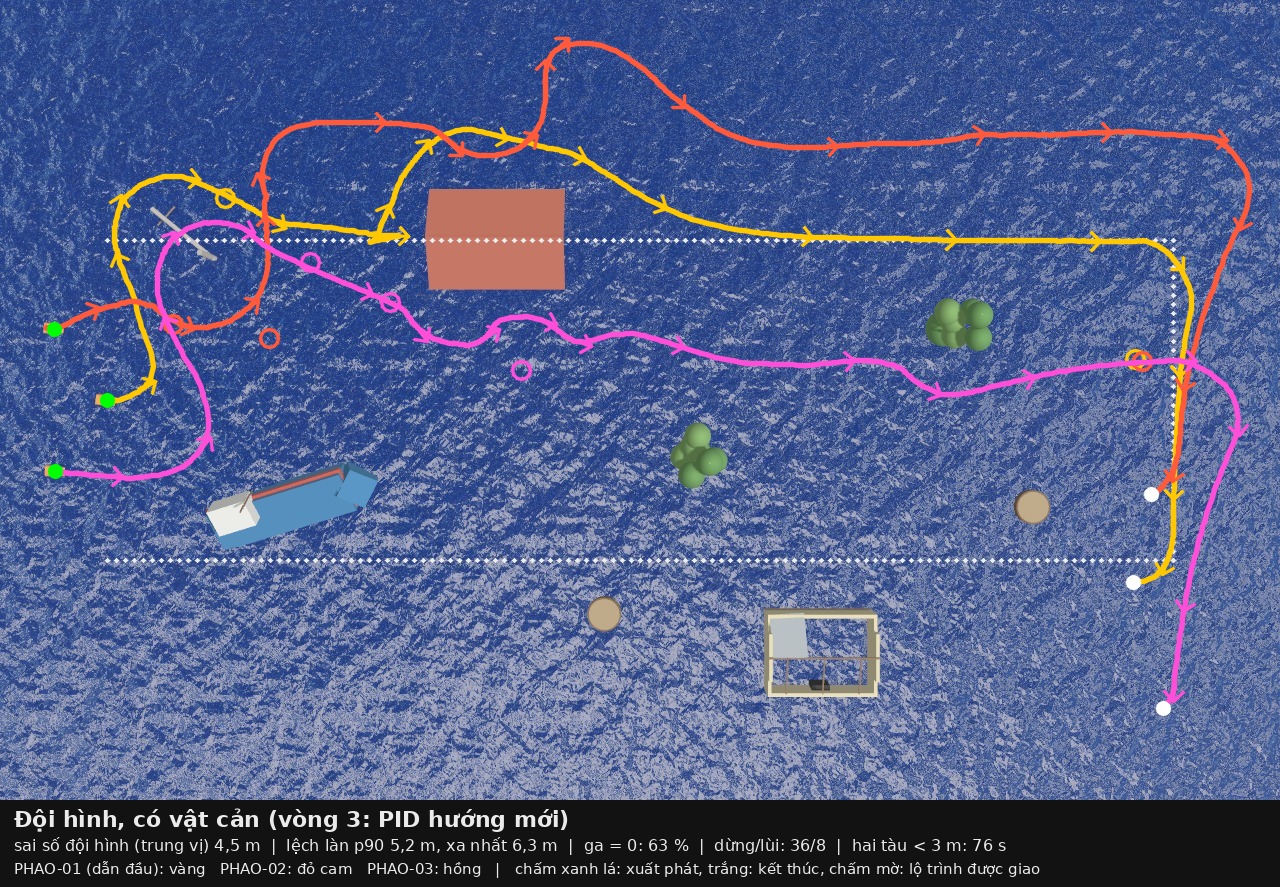 Đội hình, có vật cản (vòng 3: PID hướng mới)
sai số đội hình (trung vị) 4,5 m | lệch làn p90 5,2 m, xa nhất 6,3 m | ga = 0: 63 % | dừng/lùi: 36/8 | hai tàu < 3 m: 76 s
PHAO-01 (dẫn đầu): vàng PHAO-02: đỏ cam PHAO-03: hồng | chấm xanh lá: xuất phát, trắng: kết thúc, chấm mờ: lộ trình được giao